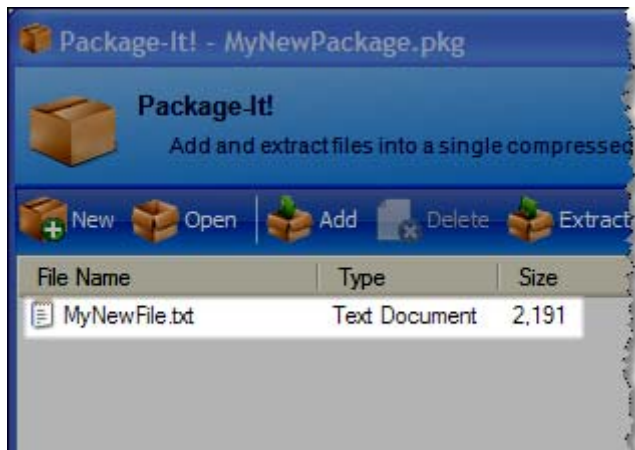 Package-It! - MyNewPackage.pkg
Package-It!
Add and extract files into a single compressed
New Open Add Delete Extract
File Name Type Size
MyNewFile.txt Text Document 2,191